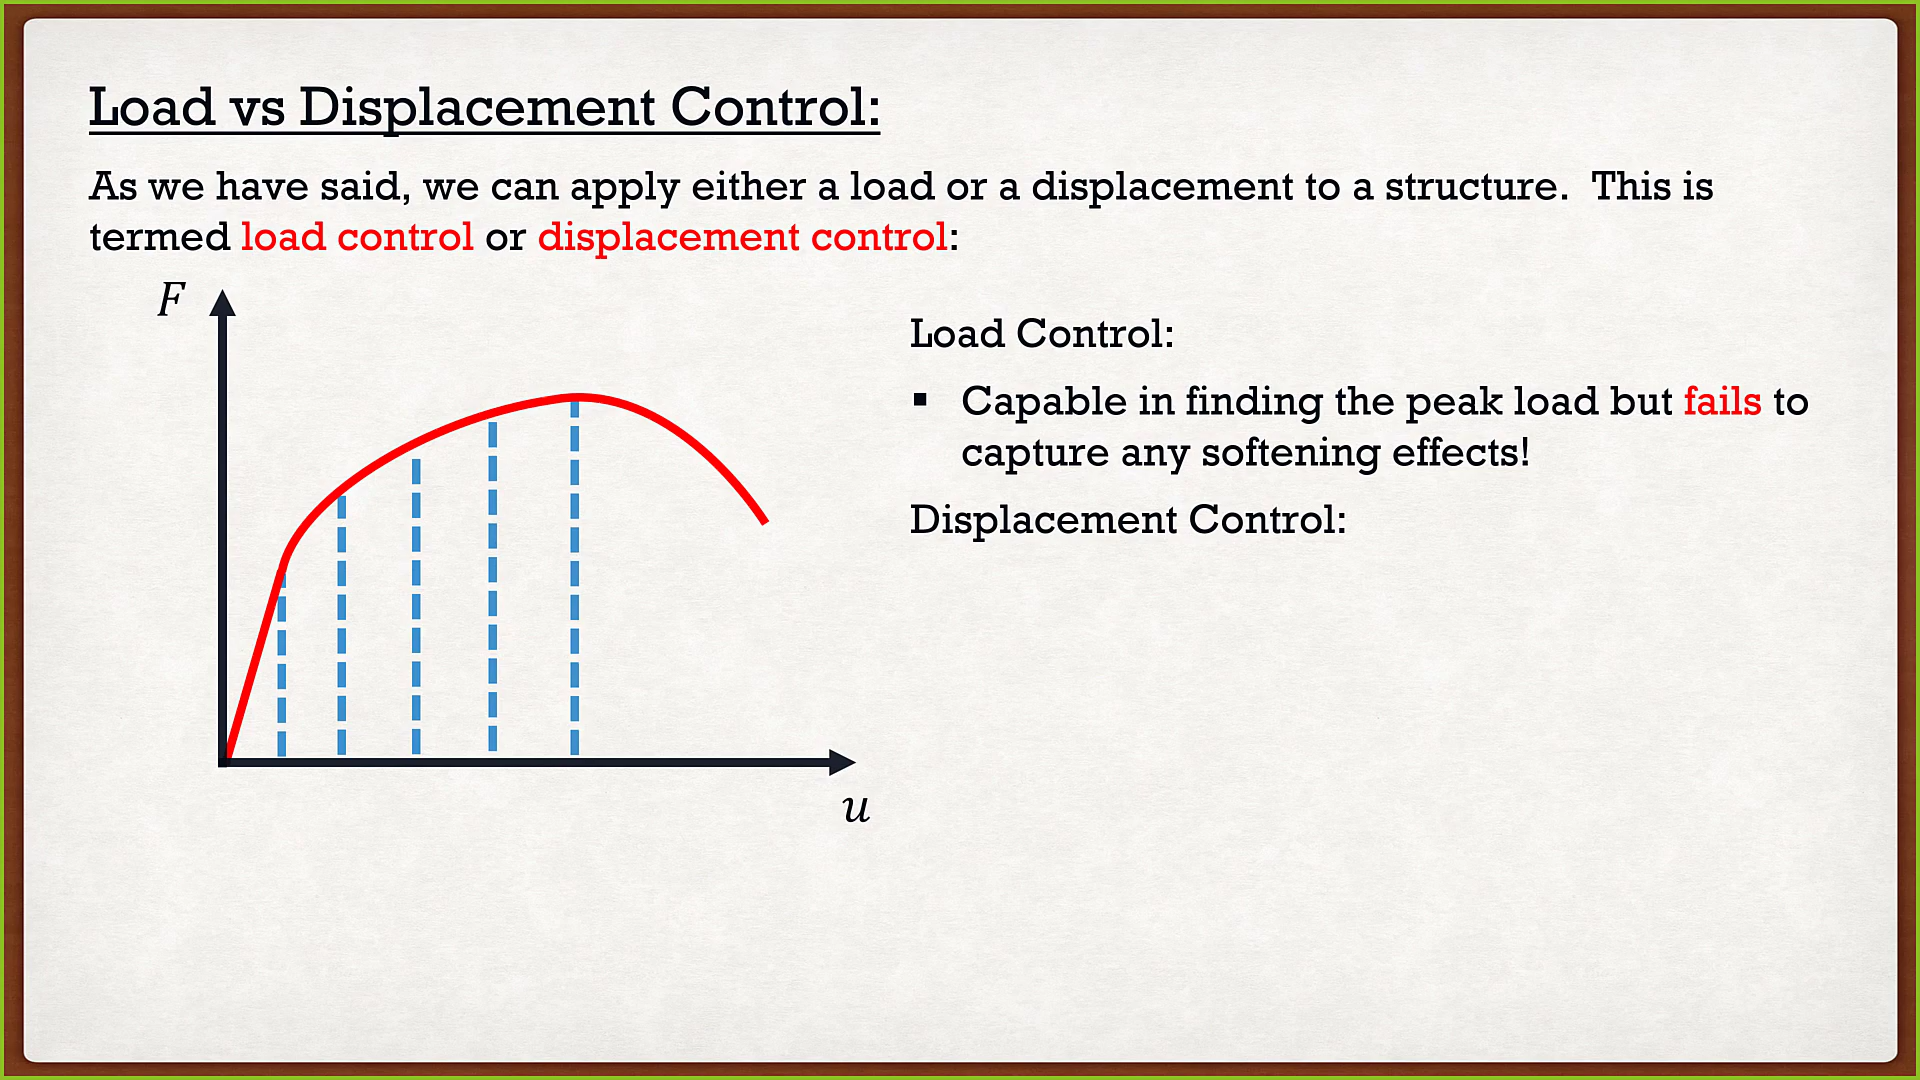 Load vs Displacement Control:
As we have said, we can apply either a load or a displacement to a structure.  This is
termed load control or displacement control:
F
Load Control:
▪ Capable in finding the peak load but fails to
capture any softening effects!
Displacement Control:
u